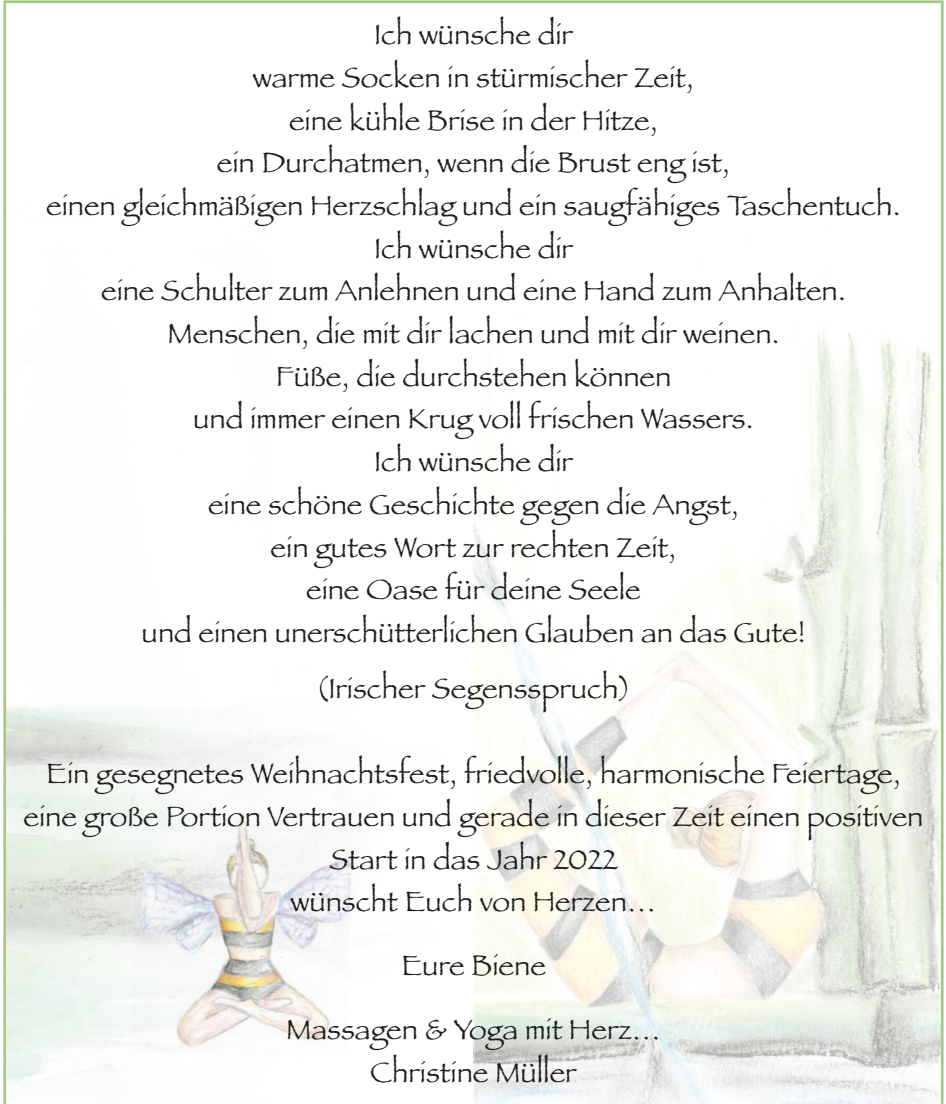 Ich wünsche dir
warme Socken in stürmischer Zeit,
eine kühle Brise in der Hitze,
ein Durchatmen, wenn die Brust eng ist,
einen gleichmäßigen Herzschlag und ein saugfähiges Taschentuch.
Ich wünsche dir
eine Schulter zum Anlehnen und eine Hand zum Anhalten.
Menschen, die mit dir lachen und mit dir weinen.
Füße, die durchstehen können
und immer einen Krug voll frischen Wassers.
Ich wünsche dir
eine schöne Geschichte gegen die Angst,
ein gutes Wort zur rechten Zeit,
eine Oase für deine Seele
und einen unerschütterlichen Glauben an das Gute!
(Irischer Segensspruch)
Ein gesegnetes Weihnachtsfest, friedvolle, harmonische Feiertage,
eine große Portion Vertrauen und gerade in dieser Zeit einen positiven
Start in das Jahr 2022
wünscht Euch von Herzen...
Eure Biene
Massagen & Yoga mit Herz...
Christine Müller